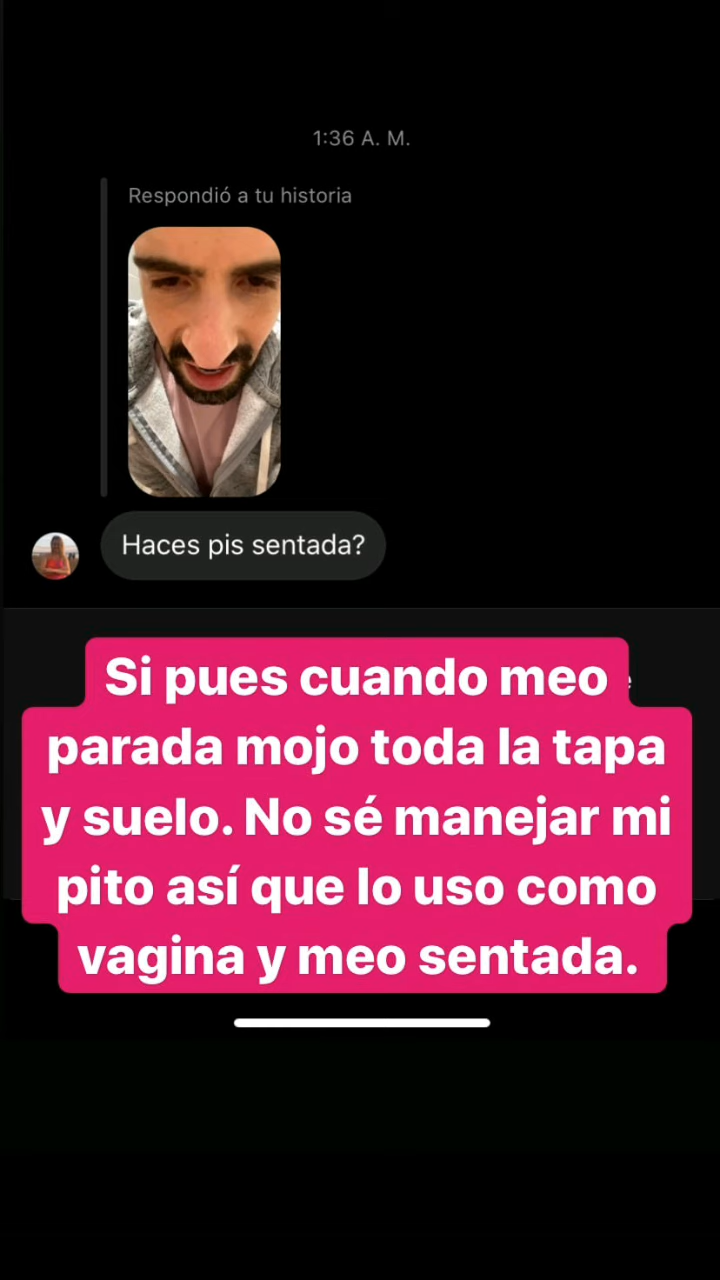 1:36 A. M.
Respondió a tu historia
Haces pis sentada?
Si pues cuando meo
parada mojo toda la tapa
y suelo. No sé manejar mi
pito así que lo uso como
vagina y meo sentada.